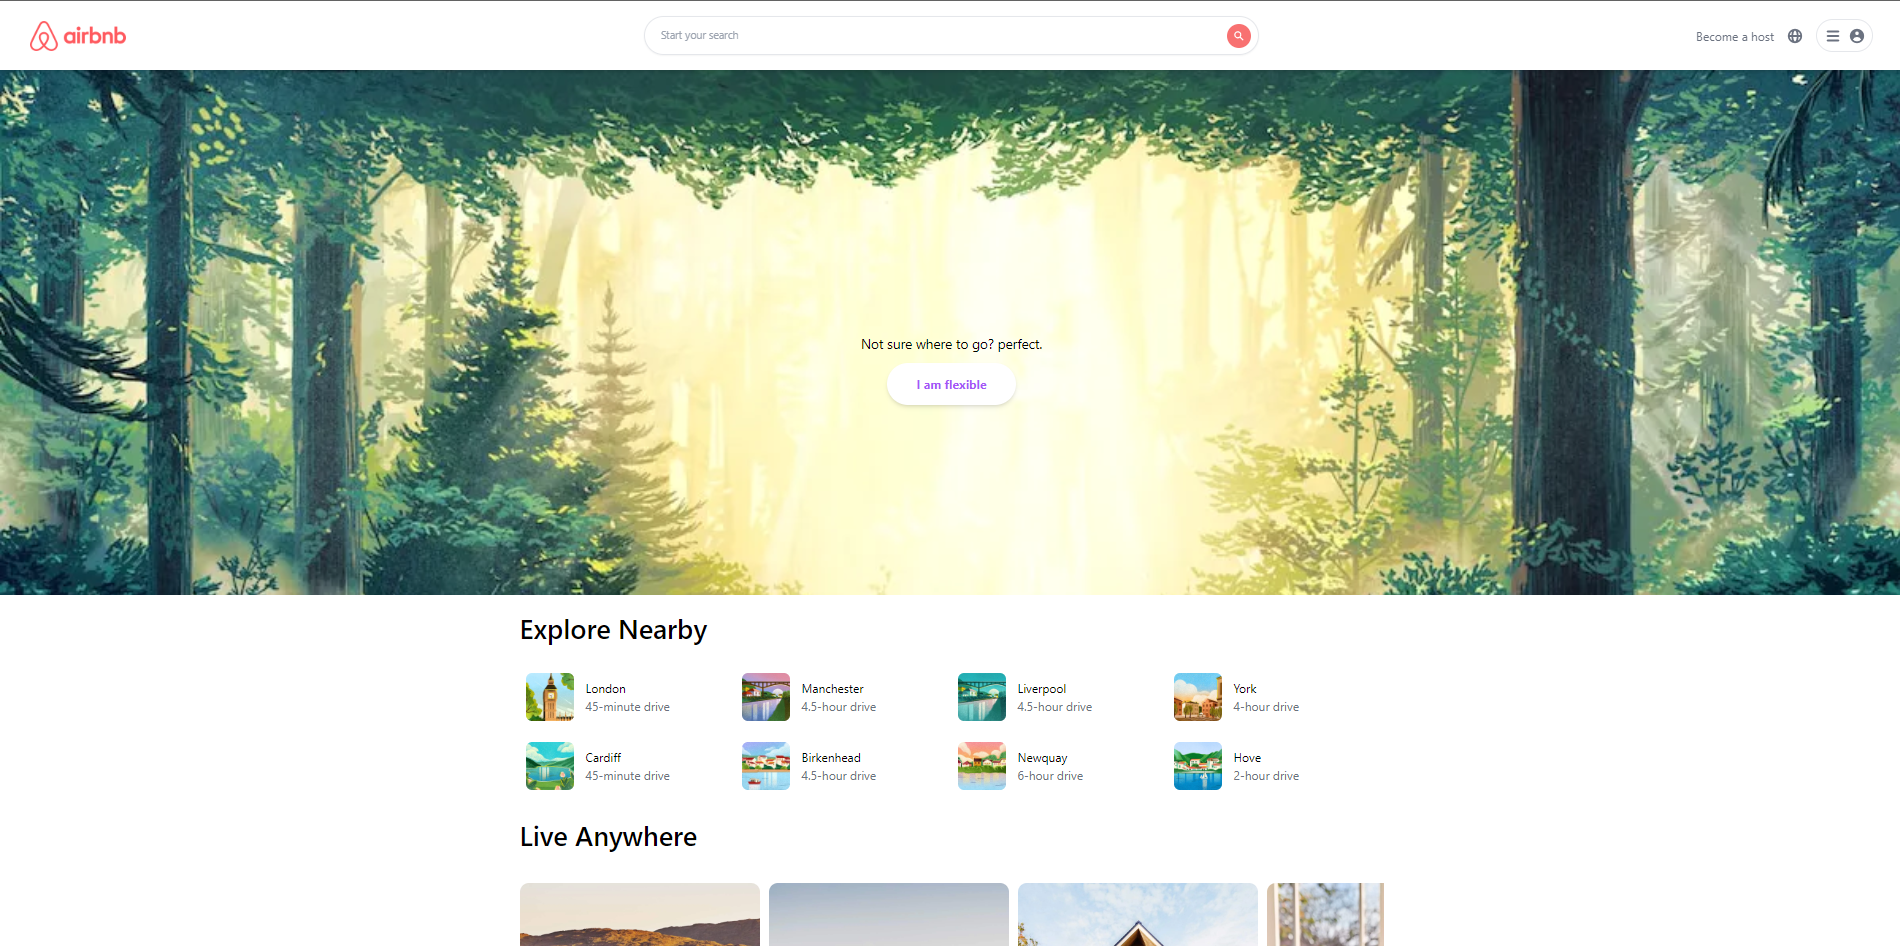 airbnb
Start your search
Become a host
Not sure where to go? perfect.
I am flexible
Explore Nearby
London
45-minute drive
Manchester
4.5-hour drive
Liverpool
4.5-hour drive
York
4-hour drive
Cardiff
45-minute drive
Birkenhead
4.5-hour drive
Newquay
6-hour drive
Hove
2-hour drive
Live Anywhere